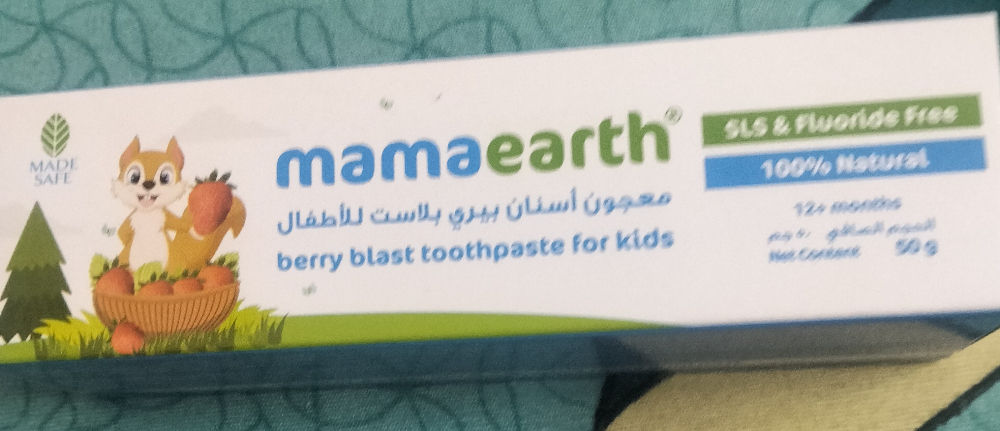 MADE
SAFE
mamaearth®
معجون أسنان بيري بلاست للأطفال
berry blast toothpaste for kids
SLS & Fluoride Free
100% Natural
12+ months
Net Content 50 g